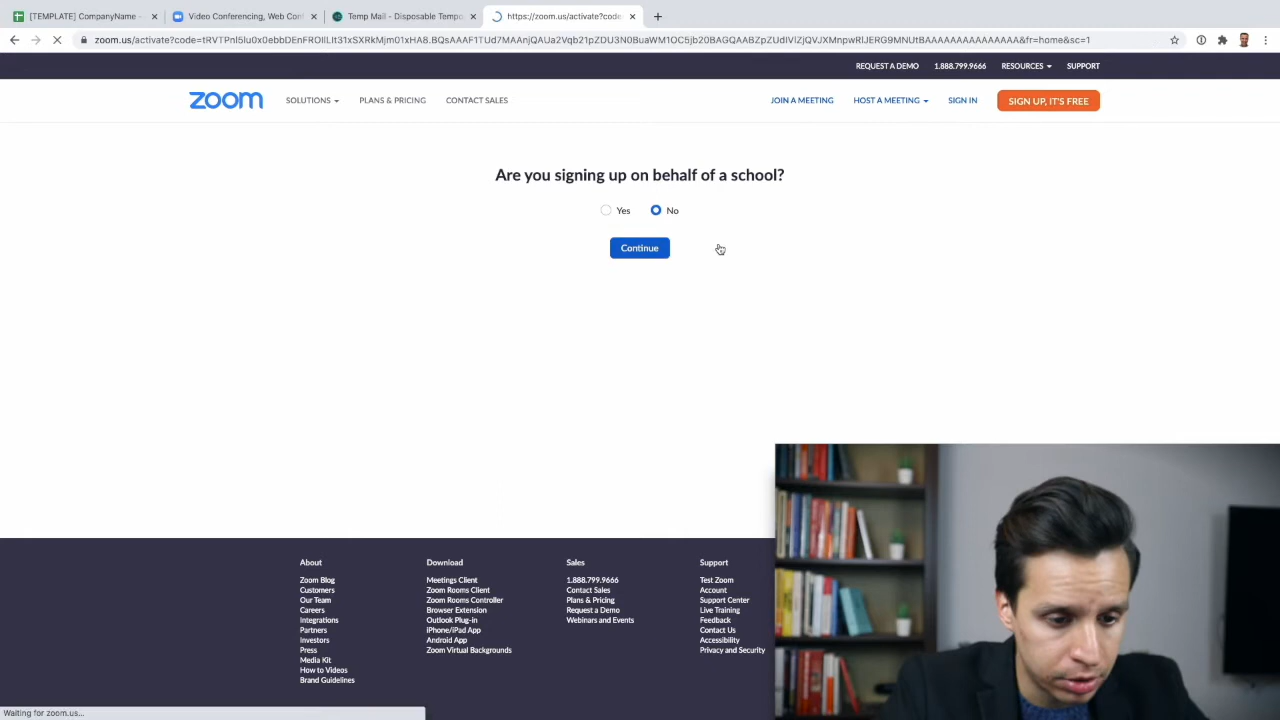 [TEMPLATE] CompanyName -
Video Conferencing, Web Con
Temp Mail - Disposable Tempo
https://zoom.us/activate?code
REQUEST A DEMO 1.888.799.9666 RESOURCES SUPPORT
zoom SOLUTIONS PLANS & PRICING CONTACT SALES JOIN A MEETING HOST A MEETING SIGN IN SIGN UP, IT'S FREE
Are you signing up on behalf of a school?
Yes No
Continue
About
Zoom Blog
Customers
Our Team
Careers
Integrations
Partners
Investors
Press
Media Kit
How to Videos
Brand Guidelines
Download
Meetings Client
Zoom Rooms Client
Zoom Rooms Controller
Browser Extension
Outlook Plug-in
iPhone/iPad App
Android App
Zoom Virtual Backgrounds
Sales
1.888.799.9666
Contact Sales
Plans & Pricing
Request a Demo
Webinars and Events
Support
Test Zoom
Account
Support Center
Live Training
Feedback
Contact Us
Accessibility
Privacy and Security
Waiting for zoom.us...